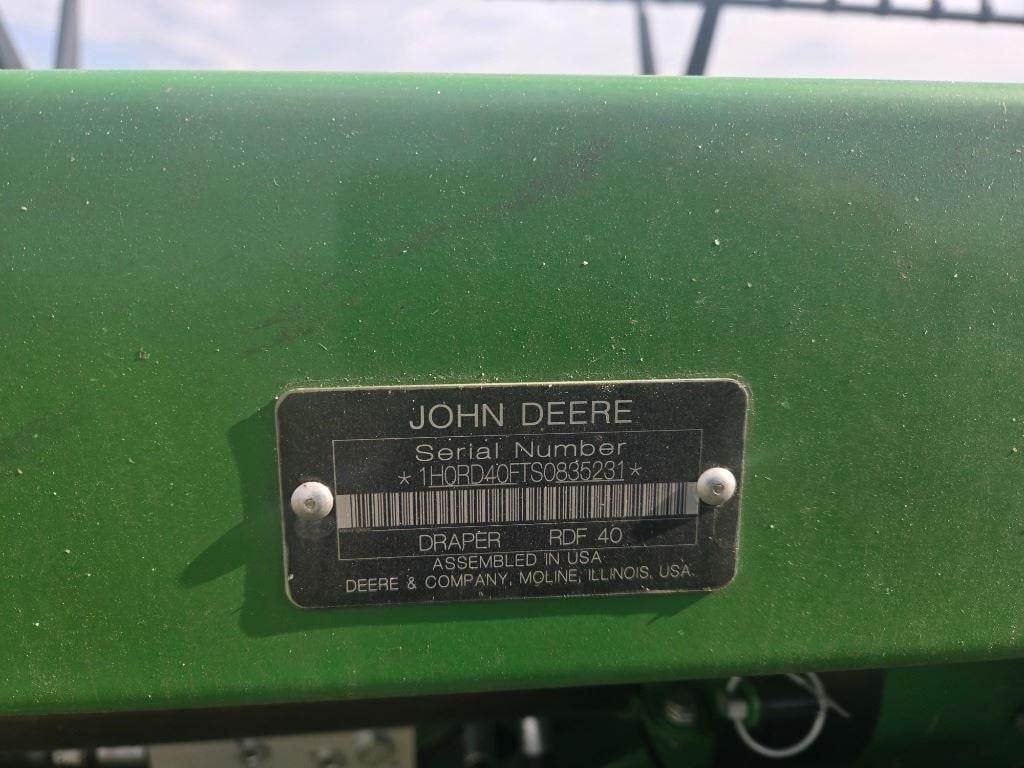 JOHN DEERE
Serial Number
*1H0RD40FTS0835231*
DRAPER RDF 40
ASSEMBLED IN USA
DEERE & COMPANY, MOLINE, ILLINOIS, USA